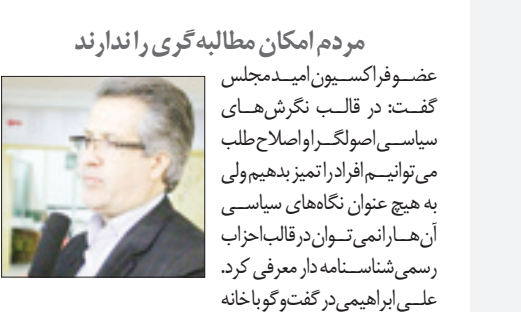 مردم امکان مطالبه‌گری را ندارند
عضو فراکسیون امید مجلس
گفت: در قالب نگرش‌های
سیاسی اصولگرا و اصلاح‌طلب
می‌توانیم افراد را تمیز بدهیم ولی
به هیچ عنوان نگاه‌های سیاسی
آن‌ها را نمی‌توان در قالب احزاب
رسمی شناسنامه دار معرفی کرد.
علی ابراهیمی در گفت‌وگو با خانه